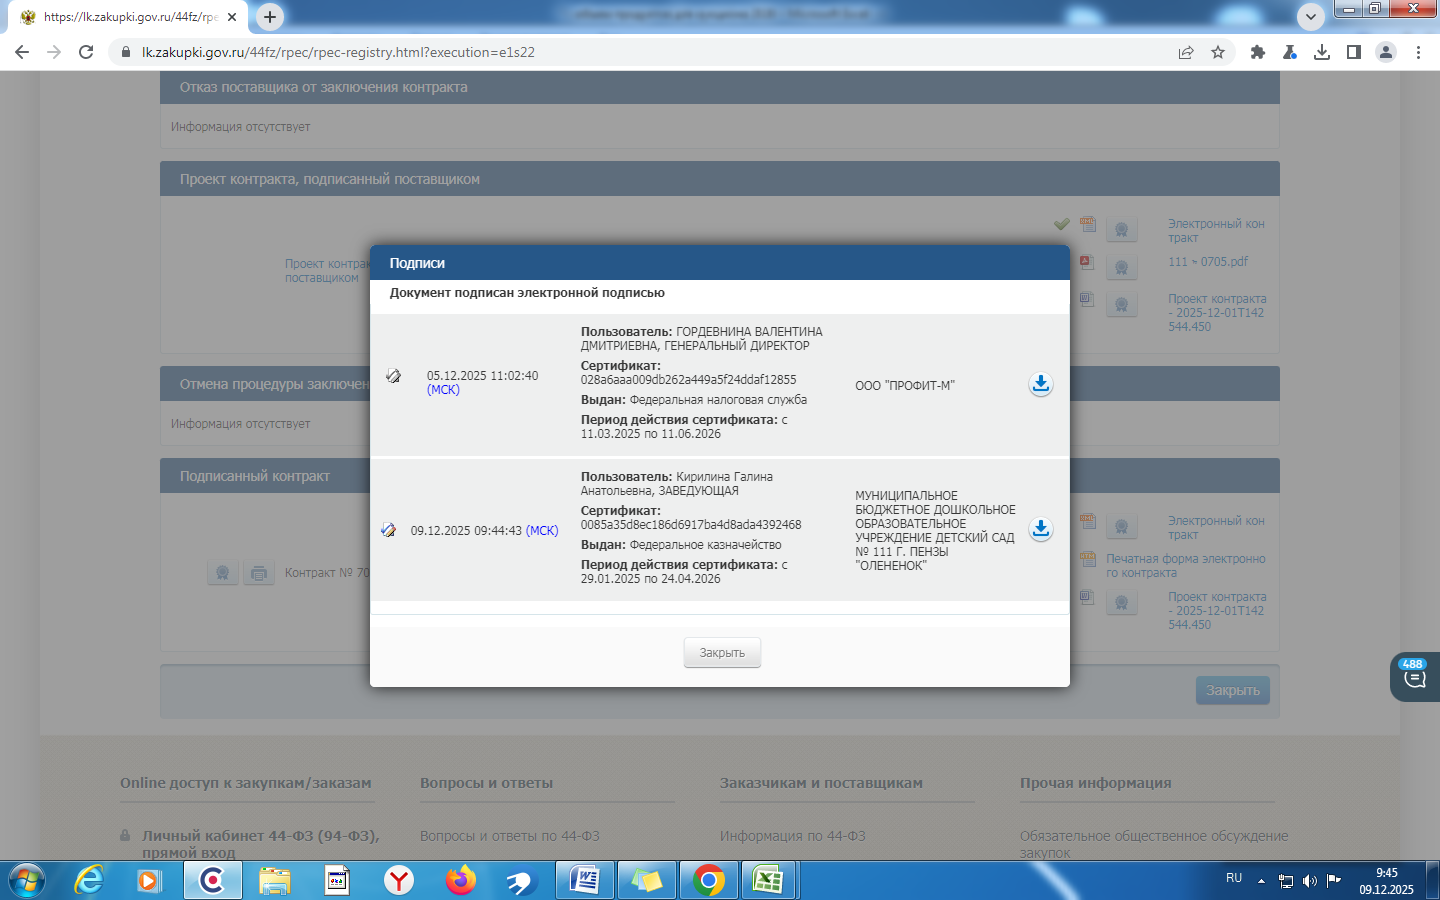 https://lk.zakupki.gov.ru/44fz/rpe
lk.zakupki.gov.ru/44fz/rpec/rpec-registry.html?execution=e1s22
Отказ поставщика от заключения контракта
Информация отсутствует
Проект контракта, подписанный поставщиком
Проект контрак
поставщиком
Электронный кон
тракт
111 - 0705.pdf
Проект контракта
- 2025-12-01T142
544.450
Подписи
Документ подписан электронной подписью
05.12.2025 11:02:40
(МСК)
Пользователь: ГОРДЕВНИНА ВАЛЕНТИНА
ДМИТРИЕВНА, ГЕНЕРАЛЬНЫЙ ДИРЕКТОР
Сертификат:
028a6aaa009db262a449a5f24ddaf12855
Выдан: Федеральная налоговая служба
Период действия сертификата: с
11.03.2025 по 11.06.2026
ООО "ПРОФИТ-М"
09.12.2025 09:44:43 (МСК)
Пользователь: Кирилина Галина
Анатольевна, ЗАВЕДУЮЩАЯ
Сертификат:
0085a35d8ec186d6917ba4d8ada4392468
Выдан: Федеральное казначейство
Период действия сертификата: с
29.01.2025 по 24.04.2026
МУНИЦИПАЛЬНОЕ
БЮДЖЕТНОЕ ДОШКОЛЬНОЕ
ОБРАЗОВАТЕЛЬНОЕ
УЧРЕЖДЕНИЕ ДЕТСКИЙ САД
№ 111 Г. ПЕНЗЫ
"ОЛЕНЕНОК"
Закрыть
Отмена процедуры заключен
Информация отсутствует
Подписанный контракт
Контракт № 70
Электронный кон
тракт
Печатная форма электронно
го контракта
Проект контракта
- 2025-12-01T142
544.450
488
Закрыть
Online доступ к закупкам/заказам
Вопросы и ответы
Заказчикам и поставщикам
Прочая информация
Личный кабинет 44-ФЗ (94-ФЗ),
прямой вход
Вопросы и ответы по 44-ФЗ
Информация по 44-ФЗ
Обязательное общественное обсуждение
закупок
RU
9:45
09.12.2025